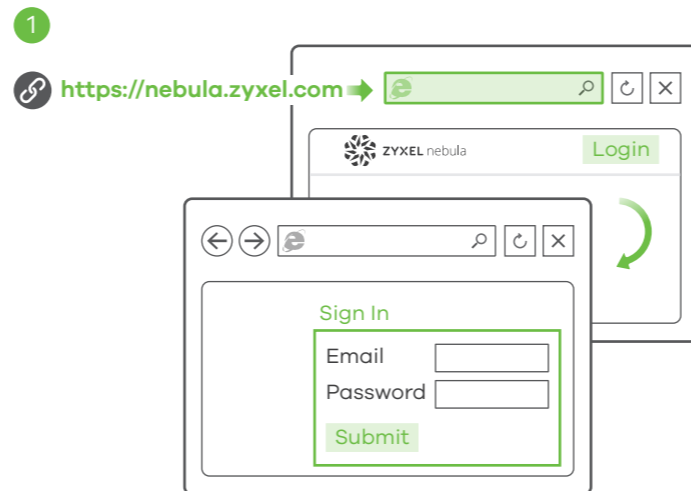 1
https://nebula.zyxel.com
ZYXEL nebula
Login
Sign In
Email
Password
Submit